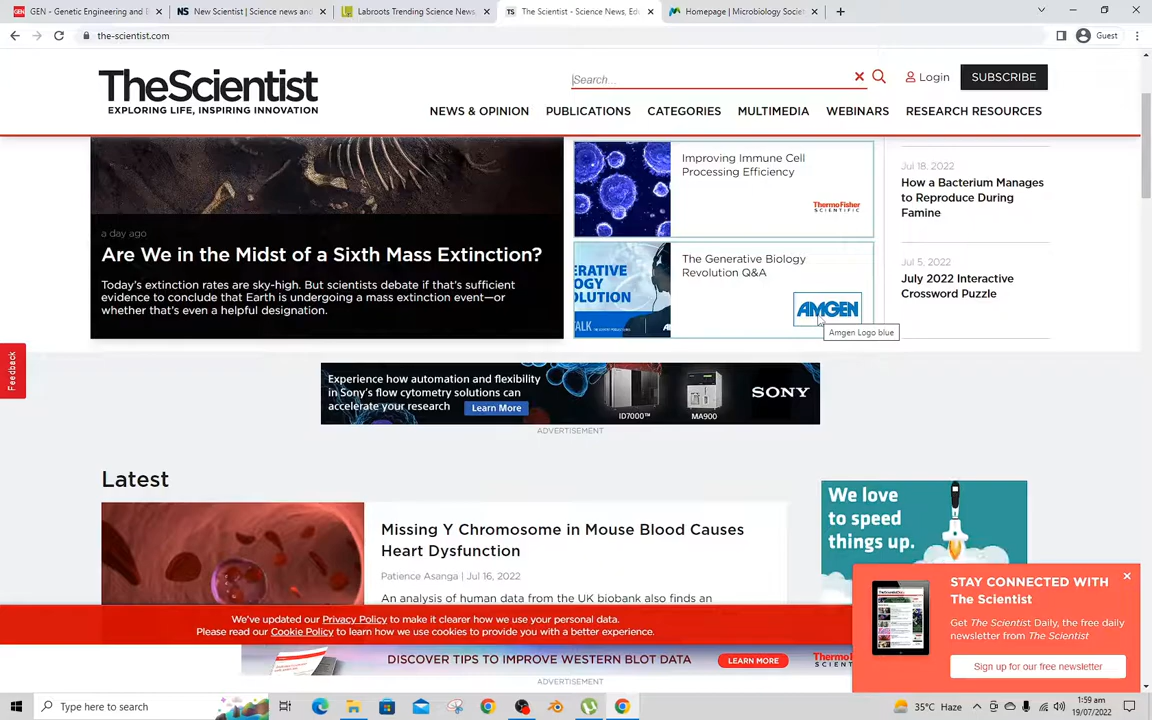 GEN - Genetic Engineering and
New Scientist | Science news and
Labroots Trending Science News,
The Scientist - Science News, Ed
Homepage | Microbiology Societ
the-scientist.com
Guest
TheScientist
EXPLORING LIFE, INSPIRING INNOVATION
Search...
Login
SUBSCRIBE
NEWS & OPINION
PUBLICATIONS
CATEGORIES
MULTIMEDIA
WEBINARS
RESEARCH RESOURCES
a day ago
Are We in the Midst of a Sixth Mass Extinction?
Today's extinction rates are sky-high. But scientists debate if that's sufficient
evidence to conclude that Earth is undergoing a mass extinction event—or
whether that's even a helpful designation.
Improving Immune Cell
Processing Efficiency
ThermoFisher
SCIENTIFIC
ERATIVE
OGY
OLUTION
TALK
The Generative Biology
Revolution Q&A
AMGEN
Amgen Logo blue
Jul 18, 2022
How a Bacterium Manages
to Reproduce During
Famine
Jul 5, 2022
July 2022 Interactive
Crossword Puzzle
Feedback
Experience how automation and flexibility
in Sony's flow cytometry solutions can
accelerate your research
Learn More
ID7000™
MA900
SONY
ADVERTISEMENT
Latest
Missing Y Chromosome in Mouse Blood Causes
Heart Dysfunction
Patience Asanga | Jul 16, 2022
An analysis of human data from the UK biobank also finds an
We love
to speed
things up.
We've updated our Privacy Policy to make it clearer how we use your personal data.
Please read our Cookie Policy to learn how we use cookies to provide you with a better experience.
STAY CONNECTED WITH
The Scientist
Get The Scientist Daily, the free daily
newsletter from The Scientist
Sign up for our free newsletter
DISCOVER TIPS TO IMPROVE WESTERN BLOT DATA
LEARN MORE
ThermoF
SCIENT
ADVERTISEMENT
Type here to search
35°C Haze
1:59 am
19/07/2022